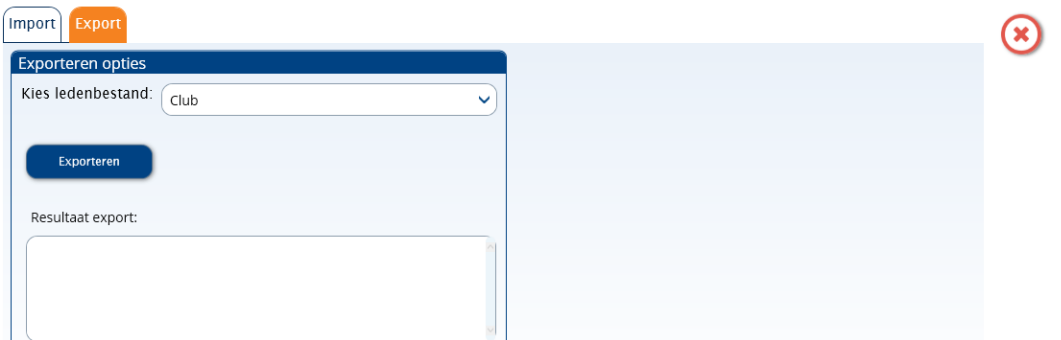 Import Export
Exporteren opties
Kies ledenbestand: Club
Exporteren
Resultaat export: